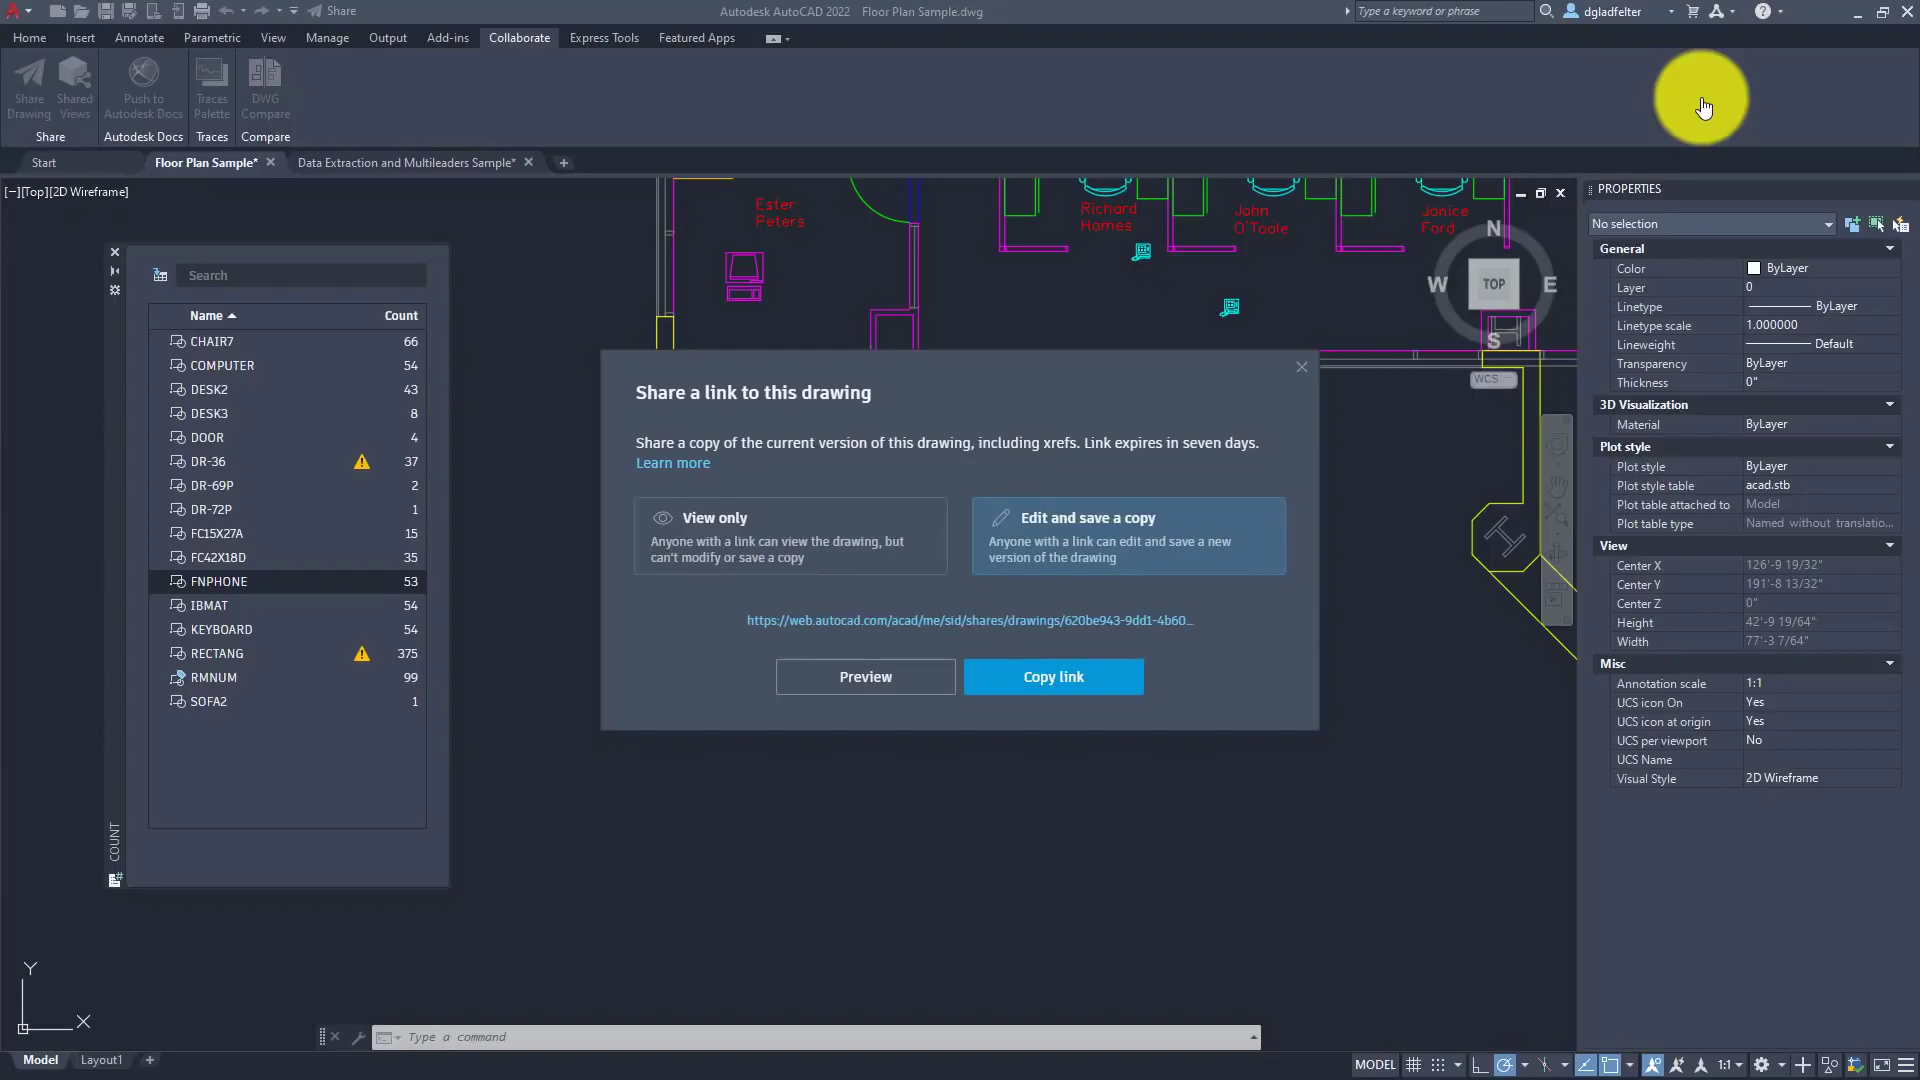 Share
Autodesk AutoCAD 2022 Floor Plan Sample.dwg
Type a keyword or phrase
dgladfelter
Home Insert Annotate Parametric View Manage Output Add-ins Collaborate Express Tools Featured Apps
Share Drawing
Shared Views
Push to Autodesk Docs
Traces Palette
DWG Compare
Share Autodesk Docs Traces Compare
Start Floor Plan Sample* Data Extraction and Multileaders Sample*
[−][Top][2D Wireframe]
Ester Peters
Richard Hames
John O'Toole
Janice Ford
N
W TOP E
S
WCS
Search
Name Count
CHAIR7 66
COMPUTER 54
DESK2 43
DESK3 8
DOOR 4
DR-36 37
DR-69P 2
DR-72P 1
FC15X27A 15
FC42X18D 35
FNPHONE 53
IBMAT 54
KEYBOARD 54
RECTANG 375
RMNUM 99
SOFA2 1
COUNT
Share a link to this drawing
Share a copy of the current version of this drawing, including xrefs. Link expires in seven days.
Learn more
View only
Anyone with a link can view the drawing, but
can't modify or save a copy
Edit and save a copy
Anyone with a link can edit and save a new
version of the drawing
https://web.autocad.com/acad/me/sid/shares/drawings/620be943-9dd1-4b60...
Preview Copy link
PROPERTIES
No selection
General
Color ByLayer
Layer 0
Linetype ByLayer
Linetype scale 1.000000
Lineweight Default
Transparency ByLayer
Thickness 0"
3D Visualization
Material ByLayer
Plot style
Plot style ByLayer
Plot style table acad.stb
Plot table attached to Model
Plot table type Named without translatio...
View
Center X 126'-9 19/32"
Center Y 191'-8 13/32"
Center Z 0"
Height 42'-9 19/64"
Width 77'-3 7/64"
Misc
Annotation scale 1:1
UCS icon On Yes
UCS icon at origin Yes
UCS per viewport No
UCS Name
Visual Style 2D Wireframe
Y
X
Type a command
Model Layout1
MODEL 1:1